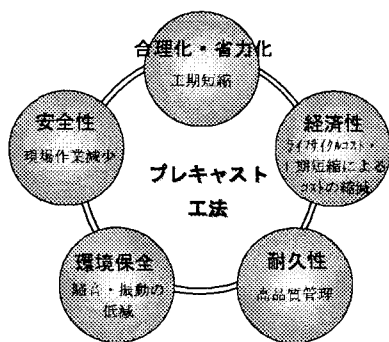 合理化・省力化
工期短縮
経済性
ライフサイクルコスト・
工期短縮による
コストの縮減
耐久性
高品質管理
環境保全
騒音・振動の
低減
安全性
現場作業減少
プレキャスト
工法